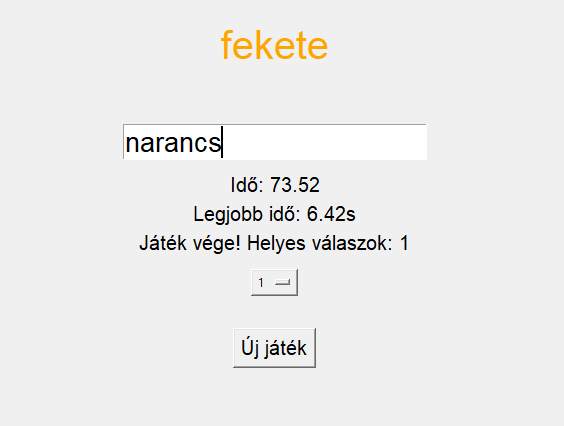 fekete
narancs
Idő: 73.52
Legjobb idő: 6.42s
Játék vége! Helyes válaszok: 1
1
Új játék